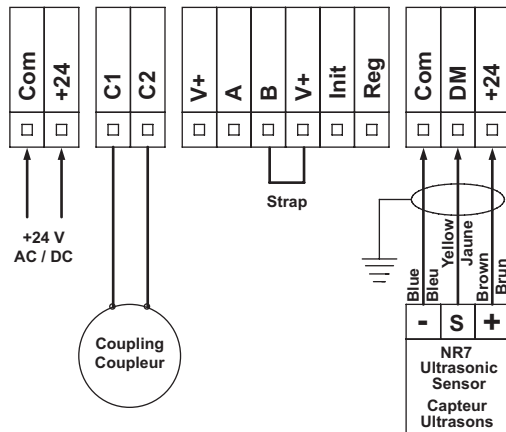 Com +24 C1 C2 V+ A B V+ Init Reg Com DM +24
Strap
+24 V
AC / DC
Blue
Bleu
Yellow
Jaune
Brown
Brun
Coupling
Coupleur
- S +
NR7
Ultrasonic
Sensor
Capteur
Ultrasons